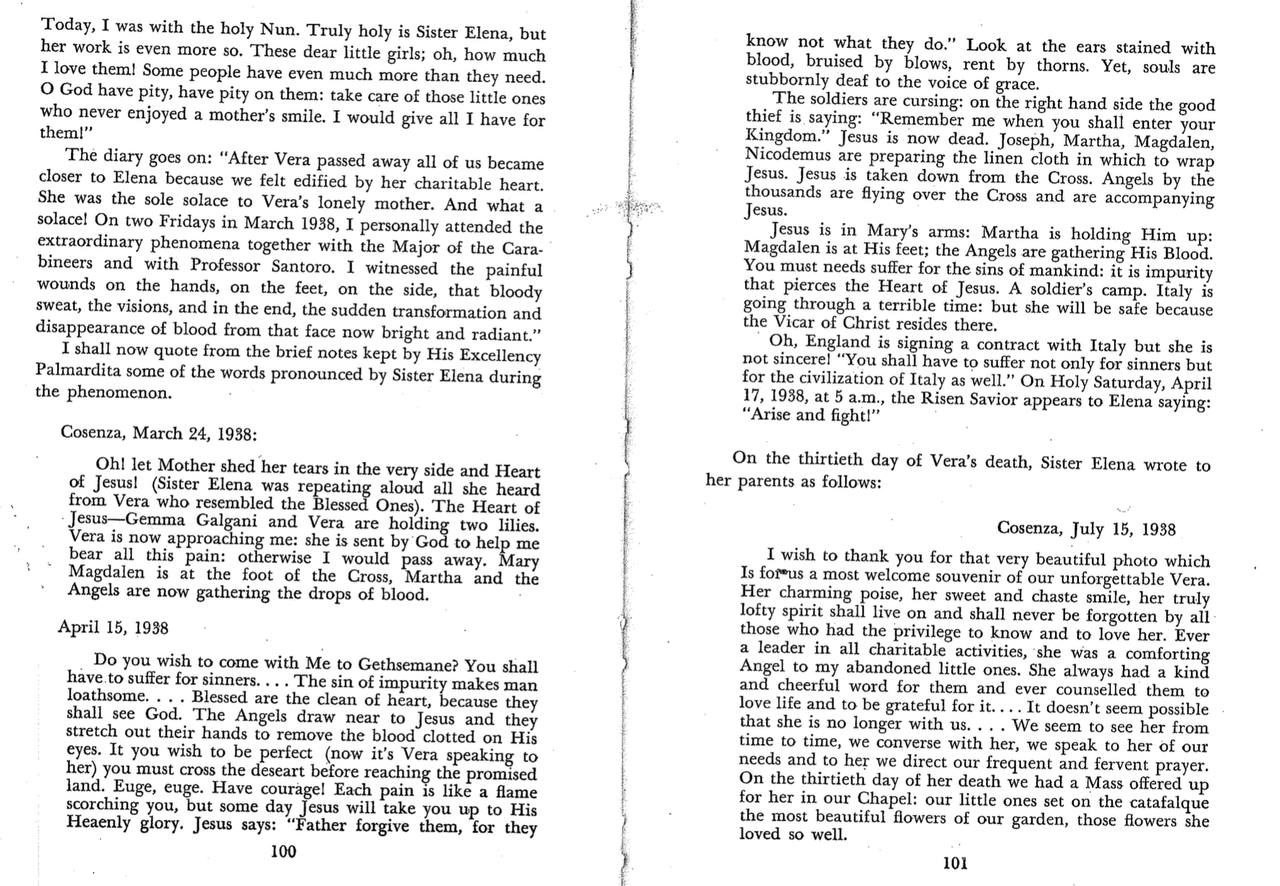 Today, I was with the holy Nun. Truly holy is Sister Elena, but
her work is even more so. These dear little girls; oh, how much
I love them! Some people have even much more than they need.
O God have pity, have pity on them: take care of those little ones
who never enjoyed a mother's smile. I would give all I have for
them!"
The diary goes on: "After Vera passed away all of us became
closer to Elena because we felt edified by her charitable heart.
She was the sole solace to Vera's lonely mother. And what a
solace! On two Fridays in March 1938, I personally attended the
extraordinary phenomena together with the Major of the Cara-
bineers and with Professor Santoro. I witnessed the painful
wounds on the hands, on the feet, on the side, that bloody
sweat, the visions, and in the end, the sudden transformation and
disappearance of blood from that face now bright and radiant."
I shall now quote from the brief notes kept by His Excellency
Palmardita some of the words pronounced by Sister Elena during
the phenomenon.
Cosenza, March 24, 1938:
Oh! let Mother shed her tears in the very side and Heart
of Jesus! (Sister Elena was repeating aloud all she heard
from Vera who resembled the Blessed Ones). The Heart of
Jesus—Gemma Galgani and Vera are holding two lilies.
Vera is now approaching me: she is sent by God to help me
bear all this pain: otherwise I would pass away. Mary
Magdalen is at the foot of the Cross, Martha and the
Angels are now gathering the drops of blood.
April 15, 1938
Do you wish to come with Me to Gethsemane? You shall
have to suffer for sinners. . . . The sin of impurity makes man
loathsome. . . . Blessed are the clean of heart, because they
shall see God. The Angels draw near to Jesus and they
stretch out their hands to remove the blood clotted on His
eyes. It you wish to be perfect (now it's Vera speaking to
her) you must cross the deseart before reaching the promised
land. Euge, euge. Have courage! Each pain is like a flame
scorching you, but some day Jesus will take you up to His
Heaenly glory. Jesus says: "Father forgive them, for they
100
know not what they do." Look at the ears stained with
blood, bruised by blows, rent by thorns. Yet, souls are
stubbornly deaf to the voice of grace.
The soldiers are cursing: on the right hand side the good
thief is saying: "Remember me when you shall enter your
Kingdom." Jesus is now dead. Joseph, Martha, Magdalen,
Nicodemus are preparing the linen cloth in which to wrap
Jesus. Jesus is taken down from the Cross. Angels by the
thousands are flying over the Cross and are accompanying
Jesus.
Jesus is in Mary's arms: Martha is holding Him up:
Magdalen is at His feet; the Angels are gathering His Blood.
You must needs suffer for the sins of mankind: it is impurity
that pierces the Heart of Jesus. A soldier's camp. Italy is
going through a terrible time: but she will be safe because
the Vicar of Christ resides there.
Oh, England is signing a contract with Italy but she is
not sincere! "You shall have to suffer not only for sinners but
for the civilization of Italy as well." On Holy Saturday, April
17, 1938, at 5 a.m., the Risen Savior appears to Elena saying:
"Arise and fight!"
On the thirtieth day of Vera's death, Sister Elena wrote to
her parents as follows:
Cosenza, July 15, 1938
I wish to thank you for that very beautiful photo which
Is for us a most welcome souvenir of our unforgettable Vera.
Her charming poise, her sweet and chaste smile, her truly
lofty spirit shall live on and shall never be forgotten by all
those who had the privilege to know and to love her. Ever
a leader in all charitable activities, she was a comforting
Angel to my abandoned little ones. She always had a kind
and cheerful word for them and ever counselled them to
love life and to be grateful for it. . . . It doesn't seem possible
that she is no longer with us. . . . We seem to see her from
time to time, we converse with her, we speak to her of our
needs and to her we direct our frequent and fervent prayer.
On the thirtieth day of her death we had a Mass offered up
for her in our Chapel: our little ones set on the catafalque
the most beautiful flowers of our garden, those flowers she
loved so well.
101